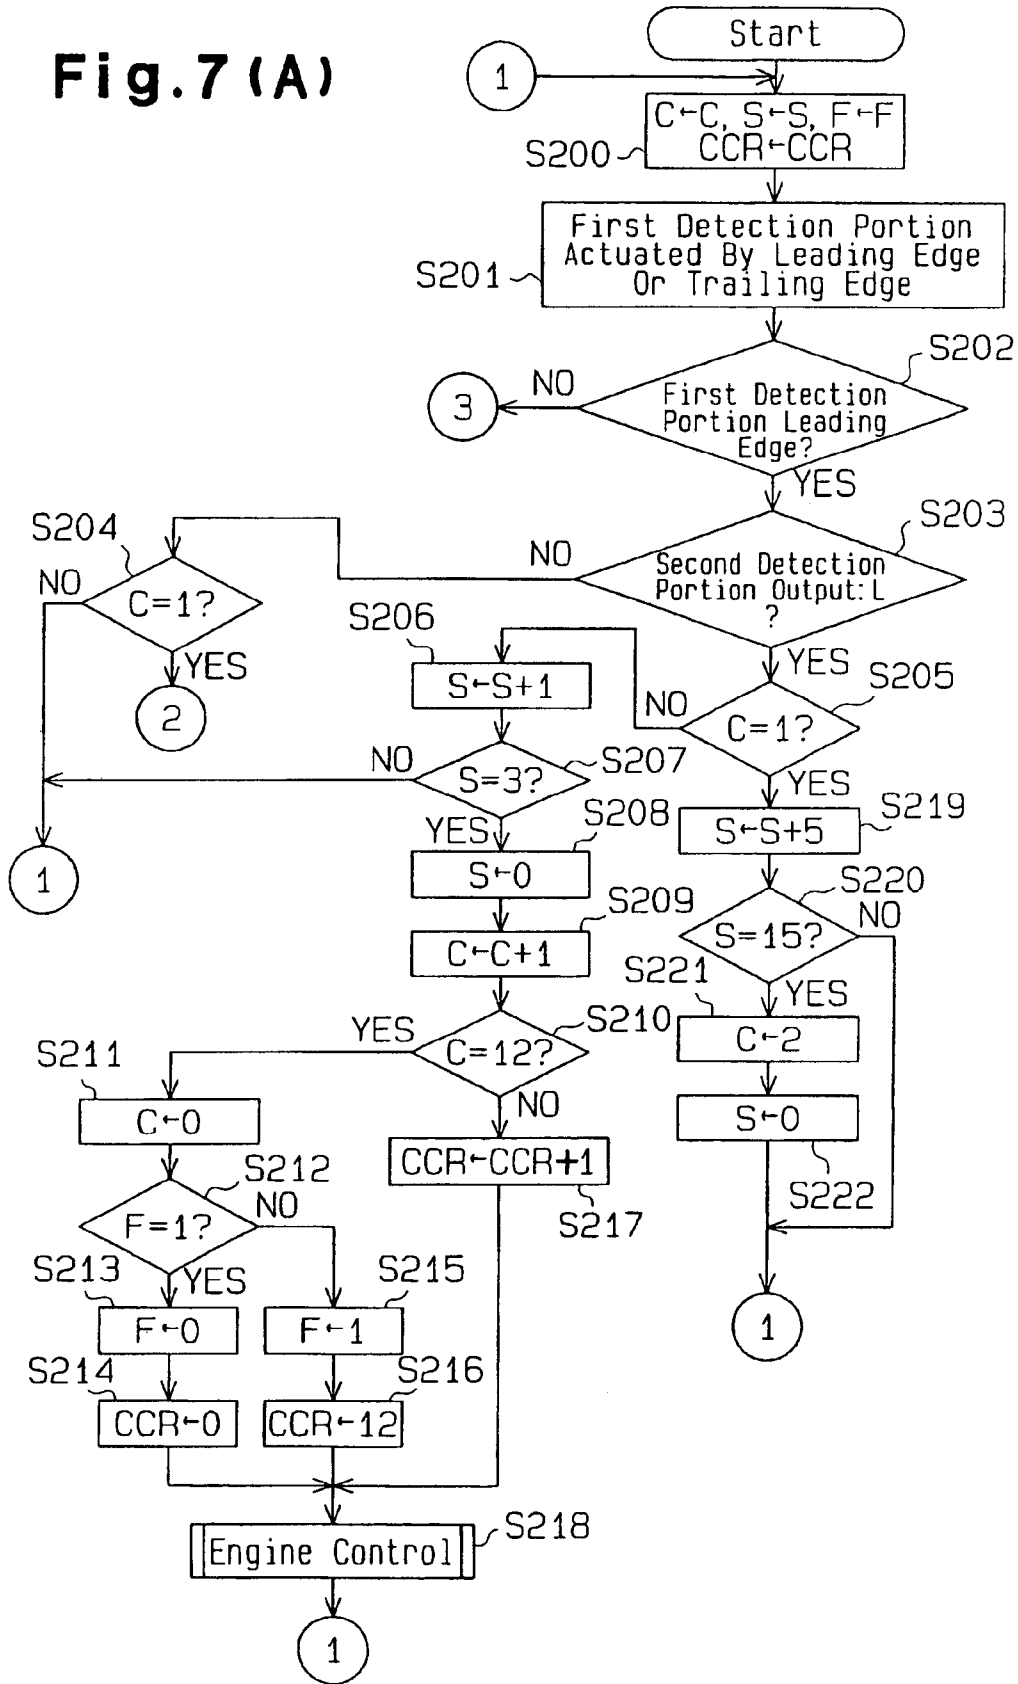 Fig.7(A)
Start
1
C←C, S←S, F←F
CCR←CCR
S200
First Detection Portion
Actuated By Leading Edge
Or Trailing Edge
S201
S202
First Detection
Portion Leading
Edge?
NO
3
YES
S203
Second Detection
Portion Output:L
?
NO
S204
C=1?
NO
YES
2
YES
S205
C=1?
NO
S206
S←S+1
S207
S=3?
NO
YES
1
YES
S219
S←S+5
S208
S←0
S220
S=15?
NO
S209
C←C+1
S221
YES
C←2
S210
C=12?
YES
NO
S211
C←0
S←0
S222
CCR←CCR+1
S217
S212
F=1?
NO
YES
S213
F←0
S215
F←1
1
S214
CCR←0
S216
CCR←12
Engine Control
S218
1